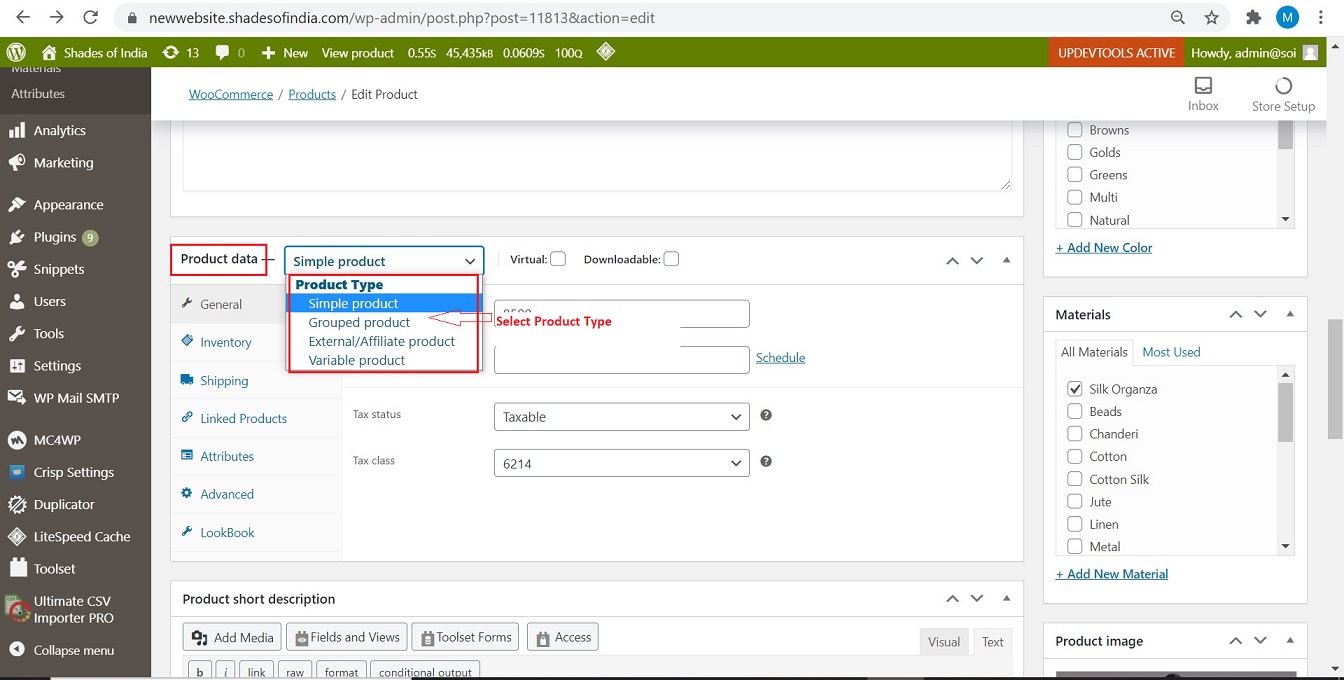 newwebsite.shadesofindia.com/wp-admin/post.php?post=11813&action=edit
M
Shades of India 13 0 New View product 0.55S 45,435KB 0.0609S 100Q
UPDEVTOOLS ACTIVE Howdy, admin@soi
Materials
Attributes
Analytics
Marketing
Appearance
Plugins 9
Snippets
Users
Tools
Settings
WP Mail SMTP
MC4WP
Crisp Settings
Duplicator
LiteSpeed Cache
Toolset
Ultimate CSV
Importer PRO
Collapse menu
WooCommerce / Products / Edit Product
Inbox
Store Setup
Product data — Simple product
Virtual: Downloadable:
Product Type
Simple product
Grouped product
External/Affiliate product
Variable product
Select Product Type
General
Inventory
Shipping
Linked Products
Attributes
Advanced
LookBook
Schedule
Tax status Taxable
Tax class 6214
Product short description
Add Media Fields and Views Toolset Forms Access
Visual Text
b i link raw format conditional output
Browns
Golds
Greens
Multi
Natural
+ Add New Color
Materials
All Materials Most Used
Silk Organza
Beads
Chanderi
Cotton
Cotton Silk
Jute
Linen
Metal
+ Add New Material
Product image